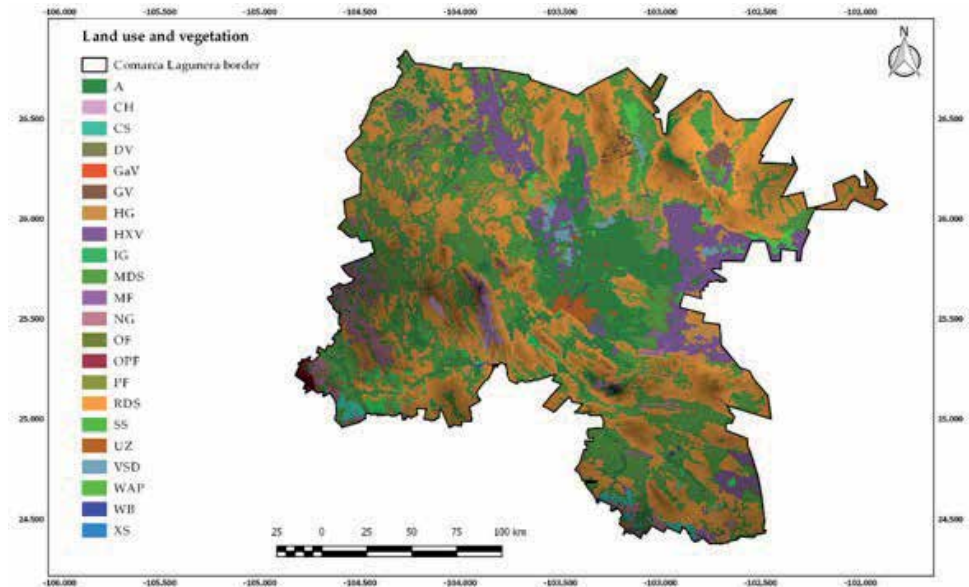 -106.000 -105.500 -105.000 -104.500 -104.000 -103.500 -103.000 -102.500 -102.000
Land use and vegetation
N
Comarca Lagunera border
A
CH
CS
DV
GaV
GV
HG
HXV
IG
MDS
MF
NG
OF
OPF
PF
RDS
SS
UZ
VSD
WAP
WB
XS
26.500 26.500
26.000 26.000
25.500 25.500
25.000 25.000
24.500 24.500
25 0 25 50 75 100 km
-106.000 -105.500 -105.000 -104.500 -104.000 -103.500 -103.000 -102.500 -102.000